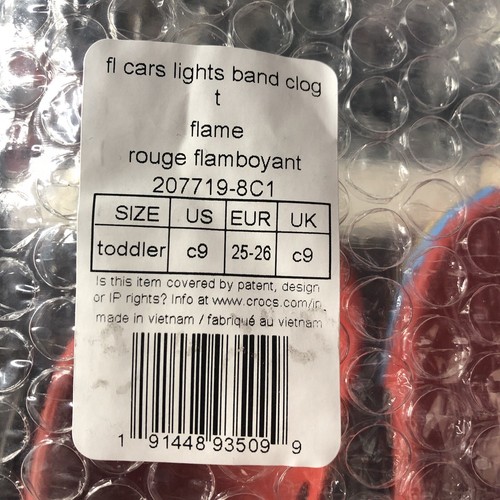 fl cars lights band clog
t
flame
rouge flamboyant
207719-8C1
SIZE US EUR UK
toddler c9 25-26 c9
Is this item covered by patent, design
or IP rights? Info at www.crocs.com/ip.
made in vietnam / fabriqué au vietnam
1 91448 93509 9